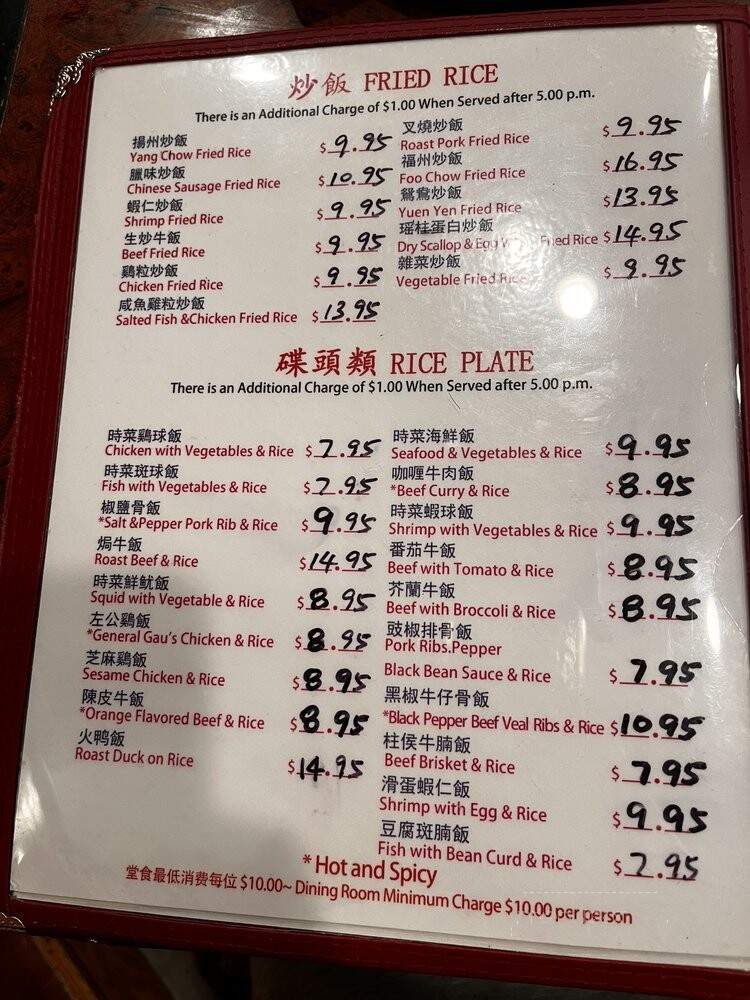 炒飯 FRIED RICE
There is an Additional Charge of $1.00 When Served after 5.00 p.m.
揚州炒飯
Yang Chow Fried Rice $ 9.95
臘味炒飯
Chinese Sausage Fried Rice $ 10.95
蝦仁炒飯
Shrimp Fried Rice $ 9.95
生炒牛飯
Beef Fried Rice $ 9.95
鷄粒炒飯
Chicken Fried Rice $ 9.95
咸魚雞粒炒飯
Salted Fish &Chicken Fried Rice $ 13.95
叉燒炒飯
Roast Pork Fried Rice $ 9.95
福州炒飯
Foo Chow Fried Rice $ 16.95
鴛鴦炒飯
Yuen Yen Fried Rice $ 13.95
瑶柱蛋白炒飯
Dry Scallop & Egg Fried Rice $ 14.95
雜菜炒飯
Vegetable Fried Rice $ 9.95
碟頭類 RICE PLATE
There is an Additional Charge of $1.00 When Served after 5.00 p.m.
時菜鷄球飯
Chicken with Vegetables & Rice $ 7.95
時菜斑球飯
Fish with Vegetables & Rice $ 7.95
椒鹽骨飯
*Salt &Pepper Pork Rib & Rice $ 9.95
焗牛飯
Roast Beef & Rice $ 14.95
時菜鮮魷飯
Squid with Vegetable & Rice $ 8.95
左公鷄飯
*General Gau's Chicken & Rice $ 8.95
芝麻鷄飯
Sesame Chicken & Rice $ 8.95
陳皮牛飯
*Orange Flavored Beef & Rice $ 8.95
火鸭飯
Roast Duck on Rice $ 14.95
時菜海鮮飯
Seafood & Vegetables & Rice $ 9.95
咖喱牛肉飯
*Beef Curry & Rice $ 8.95
時菜蝦球飯
Shrimp with Vegetables & Rice $ 9.95
番茄牛飯
Beef with Tomato & Rice $ 8.95
芥蘭牛飯
Beef with Broccoli & Rice $ 8.95
豉椒排骨飯
Pork Ribs.Pepper
Black Bean Sauce & Rice $ 7.95
黑椒牛仔骨飯
*Black Pepper Beef Veal Ribs & Rice $ 10.95
柱侯牛腩飯
Beef Brisket & Rice $ 7.95
滑蛋蝦仁飯
Shrimp with Egg & Rice $ 9.95
豆腐斑腩飯
Fish with Bean Curd & Rice $ 7.95
* Hot and Spicy
堂食最低消费每位 $10.00~ Dining Room Minimum Charge $10.00 per person